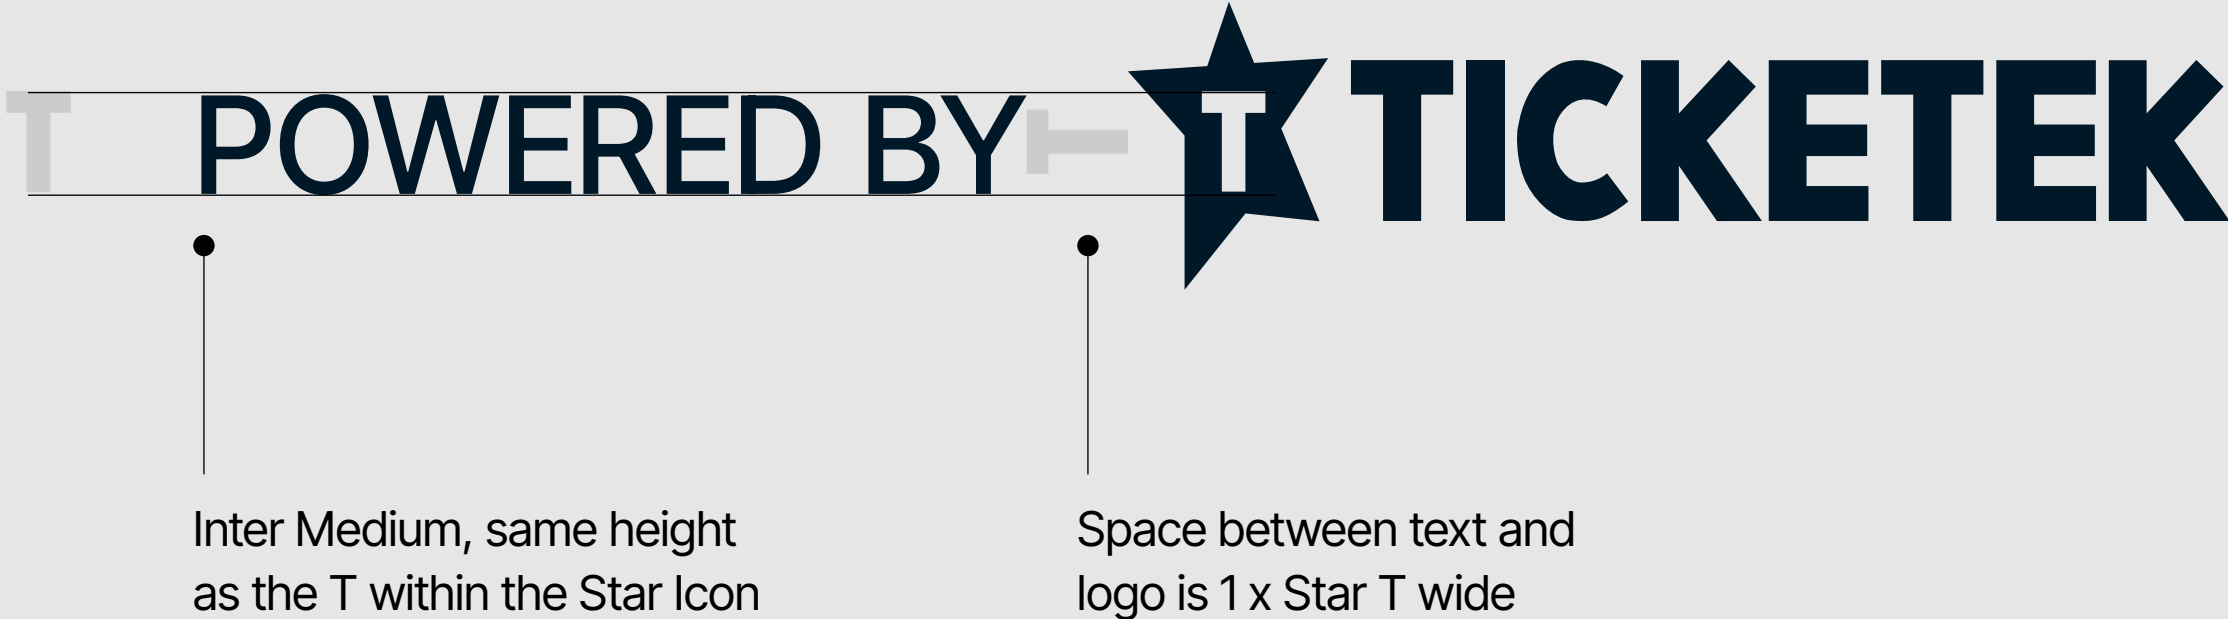 T POWERED BY T T TICKETEK
Inter Medium, same height
as the T within the Star Icon
Space between text and
logo is 1 x Star T wide